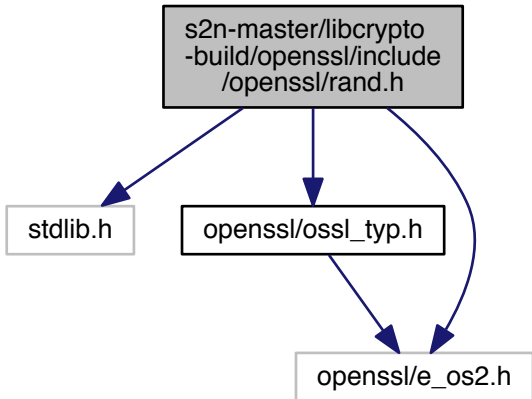 s2n-master/libcrypto
-build/openssl/include
/openssl/rand.h
stdlib.h
openssl/ossl_typ.h
openssl/e_os2.h